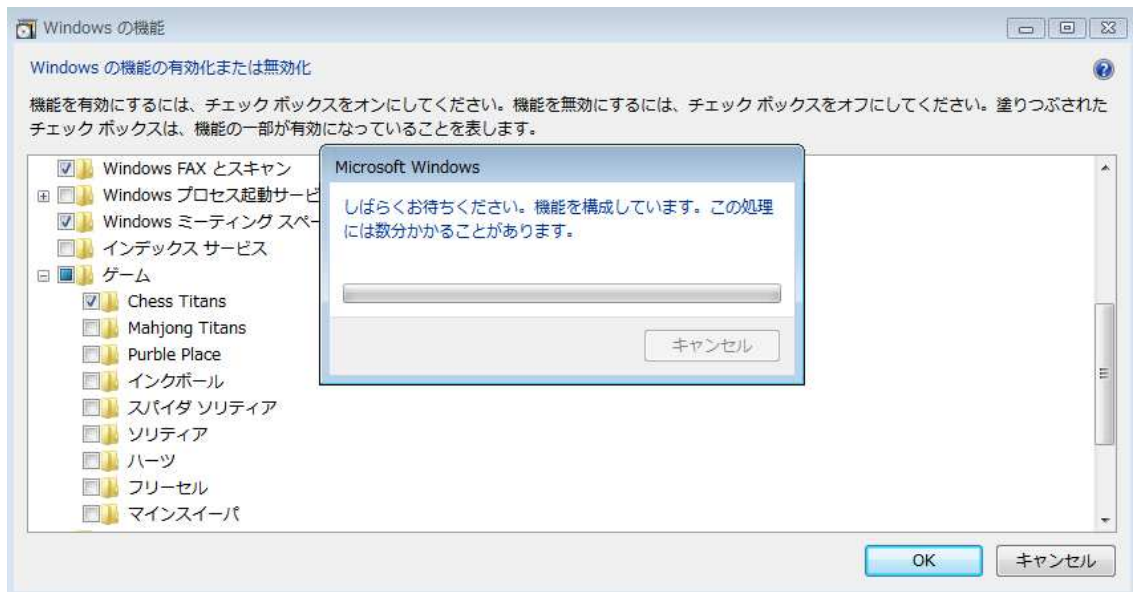 Windows の機能
Windows の機能の有効化または無効化
機能を有効にするには、チェック ボックスをオンにしてください。機能を無効にするには、チェック ボックスをオフにしてください。塗りつぶされた
チェック ボックスは、機能の一部が有効になっていることを表します。
Windows FAX とスキャン
Windows プロセス起動サービ
Windows ミーティング スペー
インデックス サービス
ゲーム
Chess Titans
Mahjong Titans
Purble Place
インクボール
スパイダ ソリティア
ソリティア
ハーツ
フリーセル
マインスイーパ
Microsoft Windows
しばらくお待ちください。機能を構成しています。この処理
には数分かかることがあります。
キャンセル
OK
キャンセル